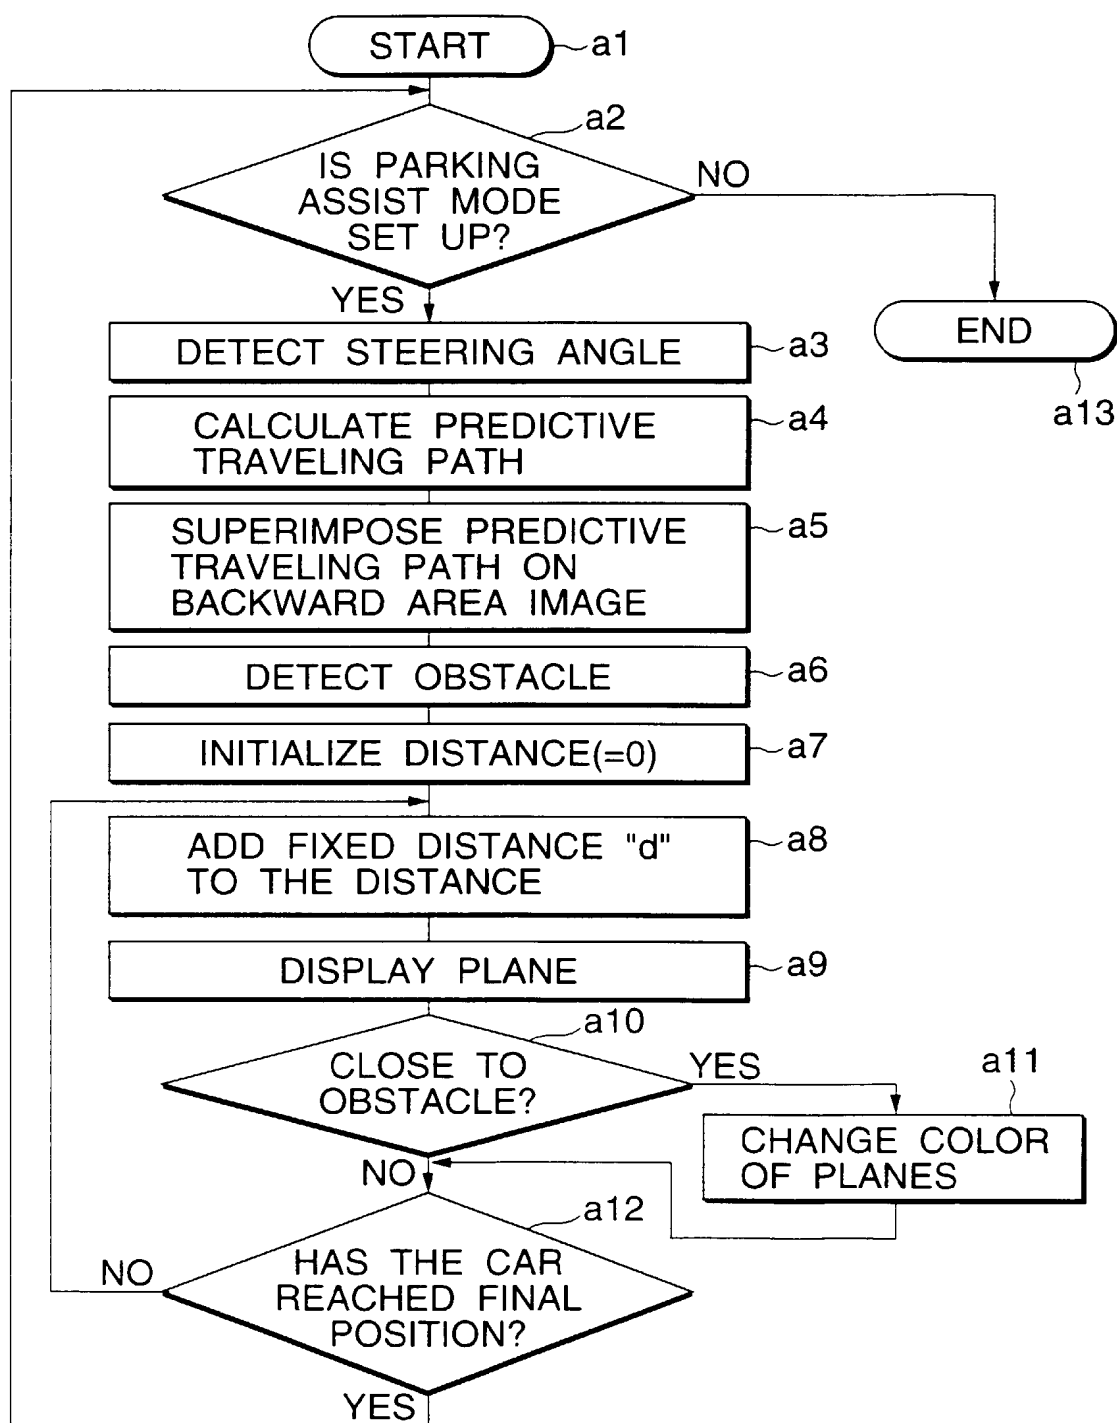 START
a1
a2
IS PARKING
ASSIST MODE
SET UP?
NO
YES
END
a13
DETECT STEERING ANGLE
a3
CALCULATE PREDICTIVE
TRAVELING PATH
a4
SUPERIMPOSE PREDICTIVE
TRAVELING PATH ON
BACKWARD AREA IMAGE
a5
DETECT OBSTACLE
a6
INITIALIZE DISTANCE(=0)
a7
ADD FIXED DISTANCE "d"
TO THE DISTANCE
a8
DISPLAY PLANE
a9
a10
CLOSE TO
OBSTACLE?
YES
a11
CHANGE COLOR
OF PLANES
NO
a12
HAS THE CAR
REACHED FINAL
POSITION?
NO
YES